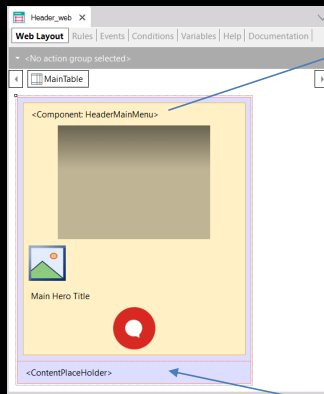 Header_web X
Web Layout | Rules | Events | Conditions | Variables | Help | Documentation |
<No action group selected>
MainTable
<Component: HeaderMainMenu>
Main Hero Title
<ContentPlaceHolder>